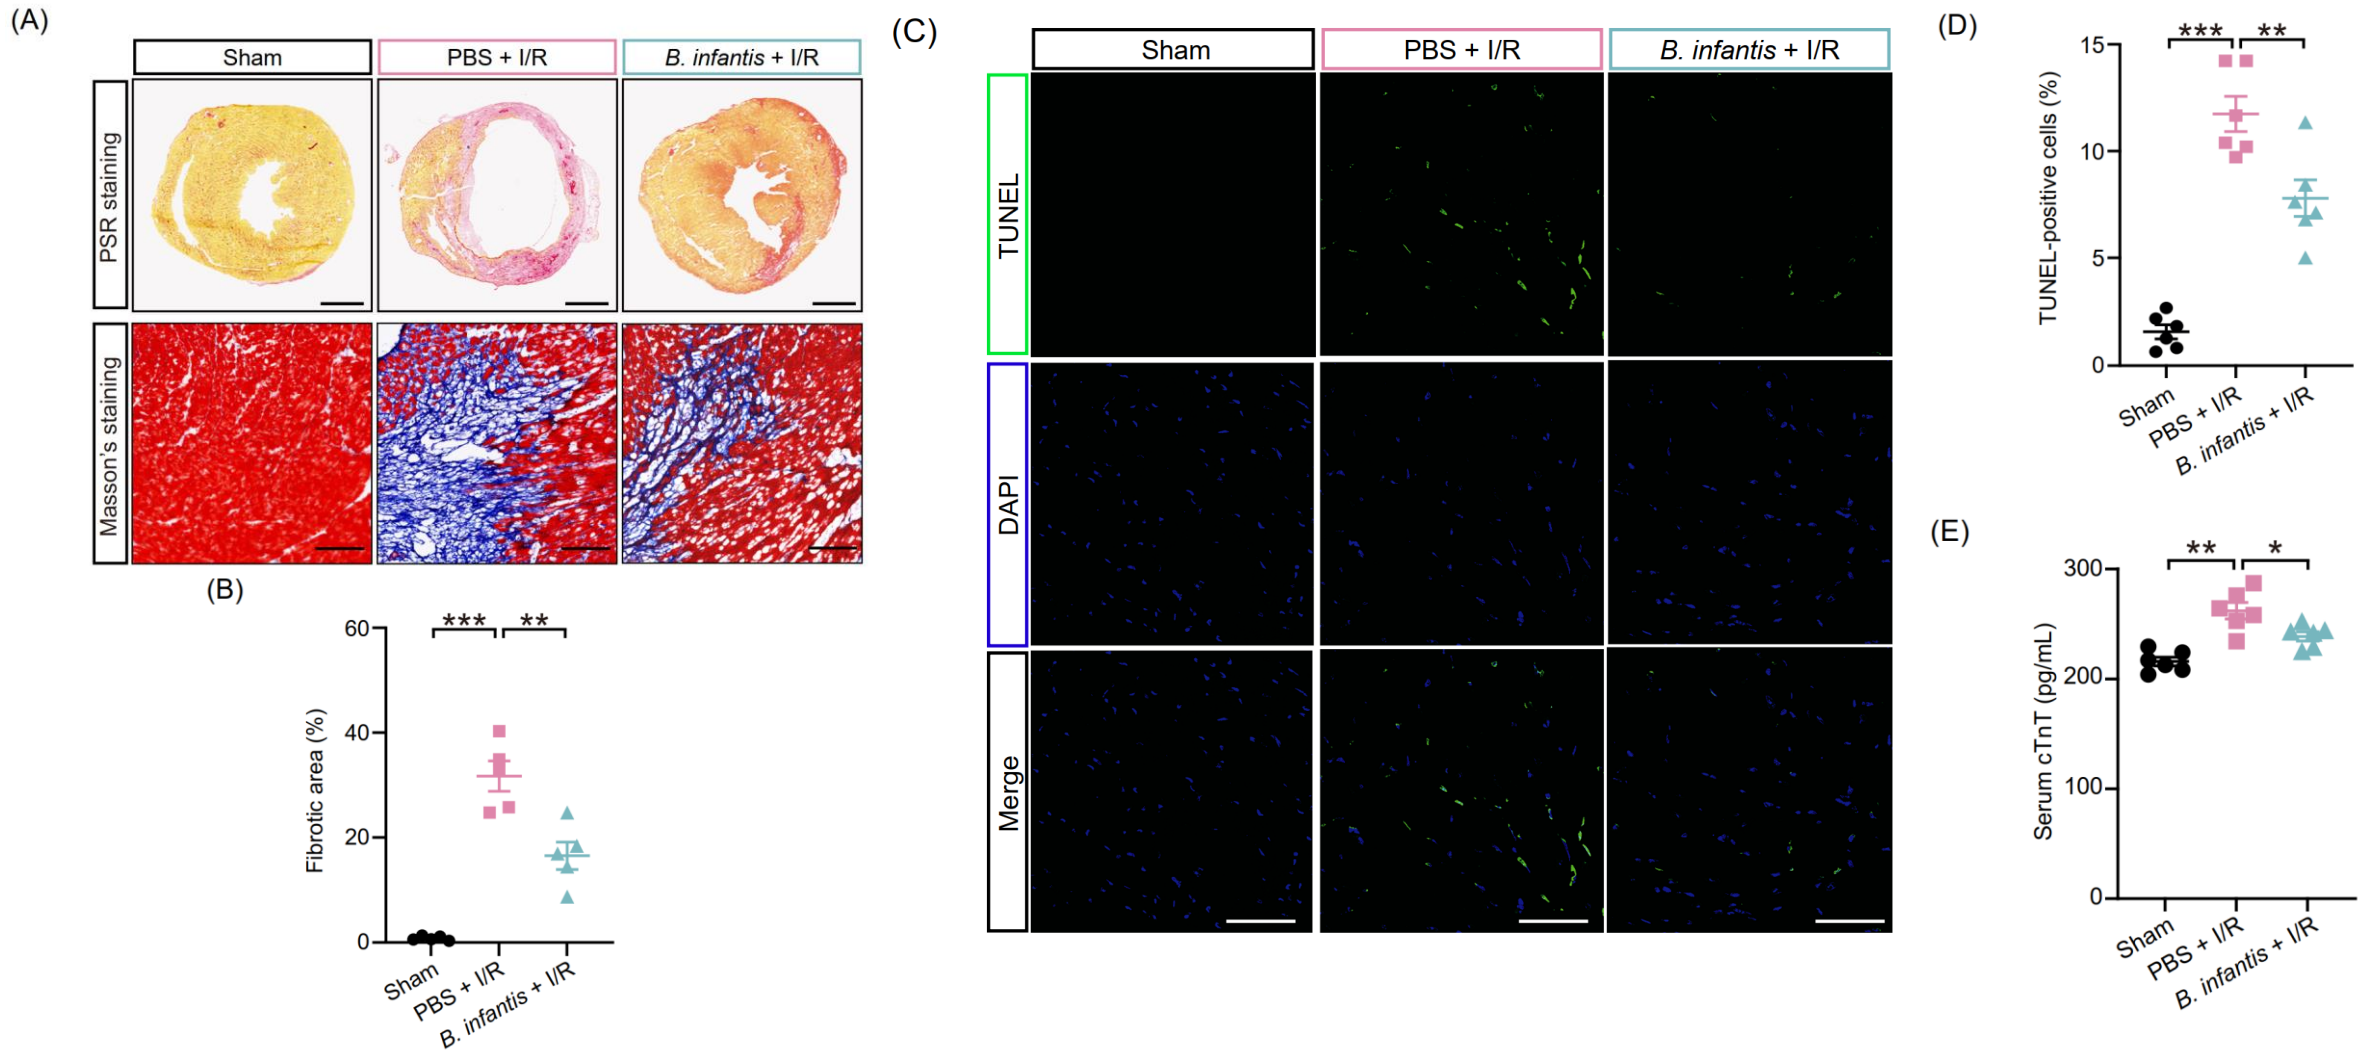 (A)
Sham
PBS + I/R
B. infantis + I/R
PSR staining
Masson's staining
(B)
Fibrotic area (%)
60
40
20
0
***
**
Sham
PBS + I/R
B. infantis + I/R
(C)
Sham
PBS + I/R
B. infantis + I/R
TUNEL
DAPI
Merge
(D)
TUNEL-positive cells (%)
15
10
5
0
***
**
Sham
PBS + I/R
B. infantis + I/R
(E)
Serum cTnT (pg/mL)
300
200
100
0
**
*
Sham
PBS + I/R
B. infantis + I/R